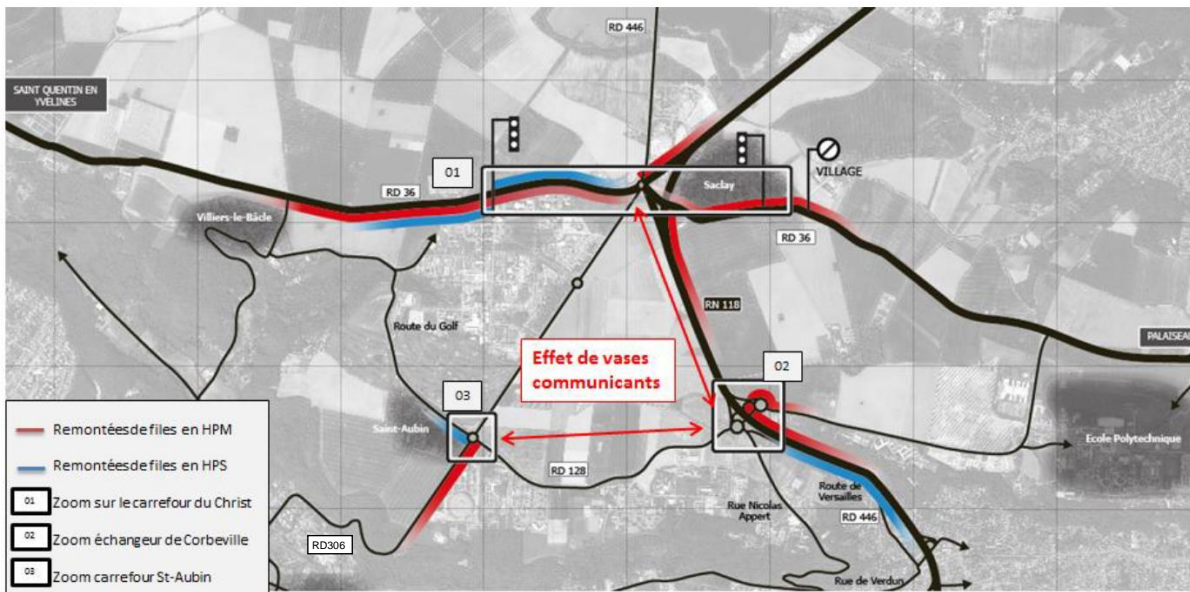 RD 446
SAINT QUENTIN EN
YVELINES
01
RD 36
Saclay
VILLAGE
Villiers-le-Bâcle
RD 36
RN 118
Route du Golf
PALAISEAU
Effet de vases
communicants
02
03
Saint-Aubin
Ecole Polytechnique
RD 128
Route de
Versailles
Rue Nicolas
Appert
RD 446
RD306
Rue de Verdun
Remontéesde files en HPM
Remontéesde files en HPS
01 Zoom sur le carrefour du Christ
02 Zoom échangeur de Corbeville
03 Zoom carrefour St-Aubin